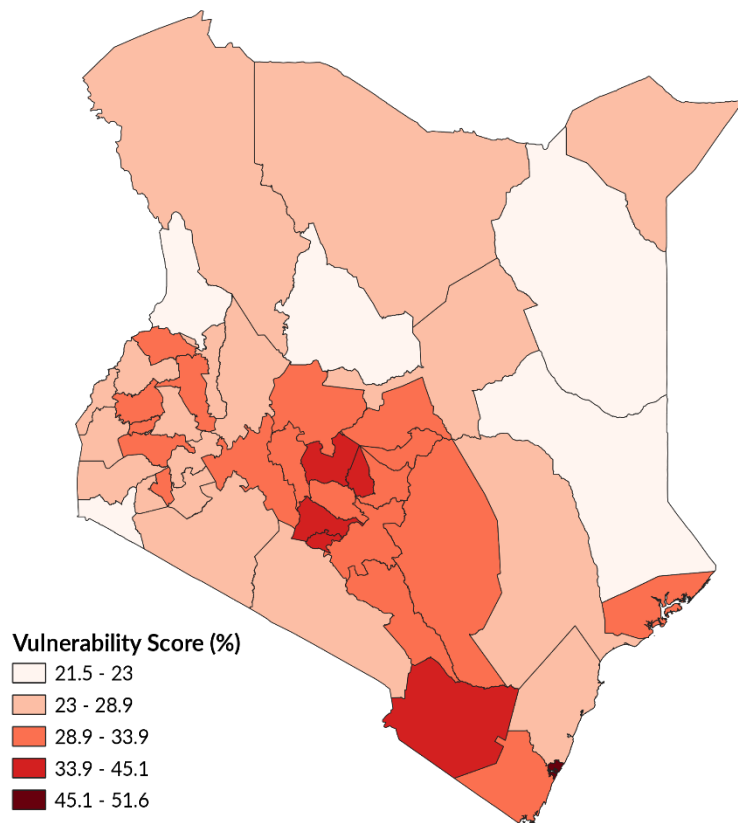 Vulnerability Score (%)
21.5 - 23
23 - 28.9
28.9 - 33.9
33.9 - 45.1
45.1 - 51.6